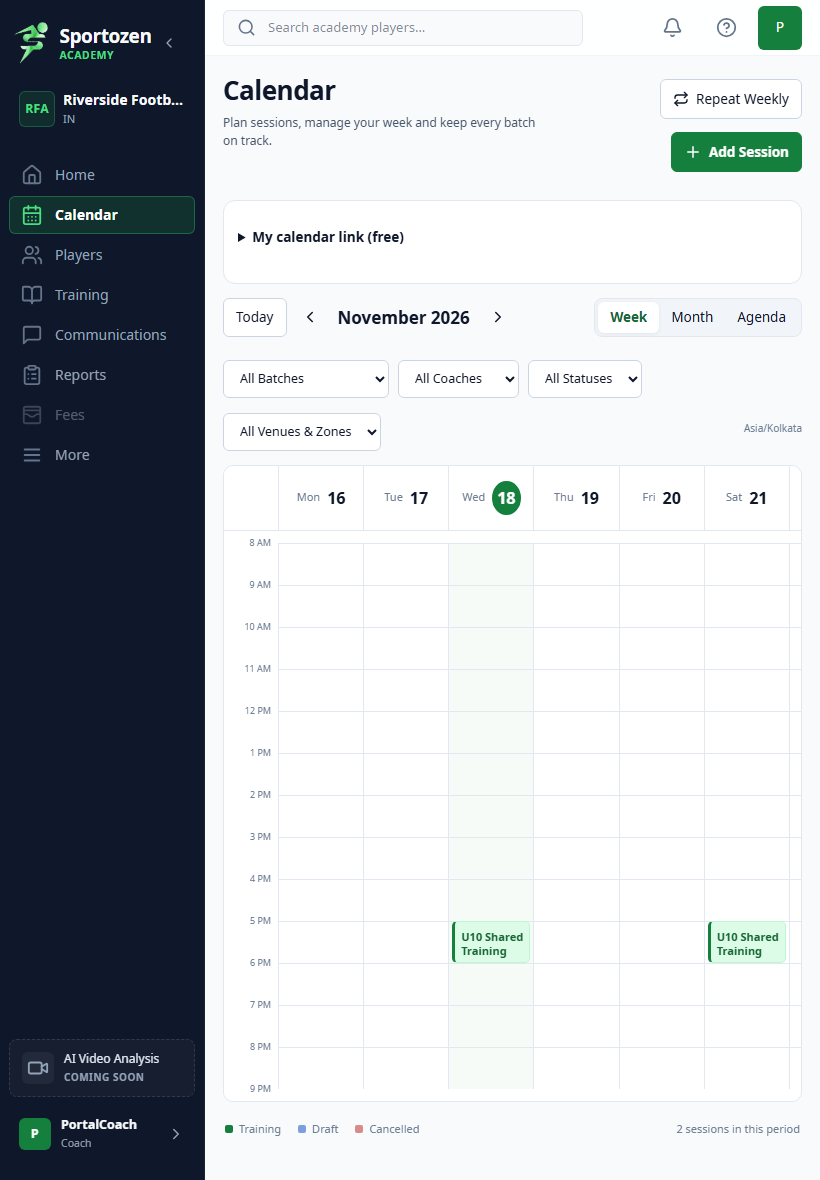 Sportozen
ACADEMY
RFA
Riverside Footb...
IN
Home
Calendar
Players
Training
Communications
Reports
Fees
More
AI Video Analysis
COMING SOON
P
PortalCoach
Coach
Search academy players...
P
Calendar
Plan sessions, manage your week and keep every batch
on track.
Repeat Weekly
Add Session
My calendar link (free)
Today
November 2026
Week
Month
Agenda
All Batches
All Coaches
All Statuses
All Venues & Zones
Asia/Kolkata
Mon 16
Tue 17
Wed 18
Thu 19
Fri 20
Sat 21
8 AM
9 AM
10 AM
11 AM
12 PM
1 PM
2 PM
3 PM
4 PM
5 PM
U10 Shared
Training
U10 Shared
Training
6 PM
7 PM
8 PM
9 PM
Training
Draft
Cancelled
2 sessions in this period